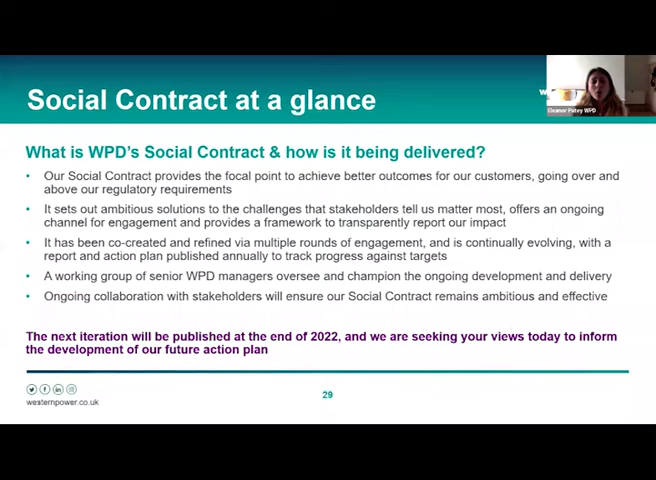 Social Contract at a glance
Eleanor Patey WPD
What is WPD's Social Contract & how is it being delivered?
• Our Social Contract provides the focal point to achieve better outcomes for our customers, going over and
above our regulatory requirements
• It sets out ambitious solutions to the challenges that stakeholders tell us matter most, offers an ongoing
channel for engagement and provides a framework to transparently report our impact
• It has been co-created and refined via multiple rounds of engagement, and is continually evolving, with a
report and action plan published annually to track progress against targets
• A working group of senior WPD managers oversee and champion the ongoing development and delivery
• Ongoing collaboration with stakeholders will ensure our Social Contract remains ambitious and effective
The next iteration will be published at the end of 2022, and we are seeking your views today to inform
the development of our future action plan
westernpower.co.uk
29